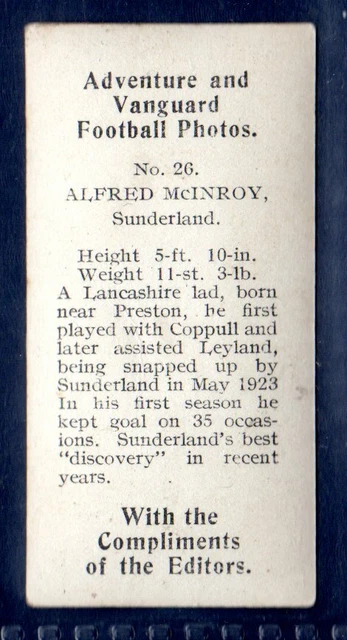 Adventure and
Vanguard
Football Photos.
No. 26.
ALFRED McINROY,
Sunderland.
Height 5-ft. 10-in.
Weight 11-st. 3-lb.
A Lancashire lad, born
near Preston, he first
played with Coppull and
later assisted Leyland,
being snapped up by
Sunderland in May 1923
In his first season he
kept goal on 35 occas-
ions. Sunderland's best
"discovery" in recent
years.
With the
Compliments
of the Editors.